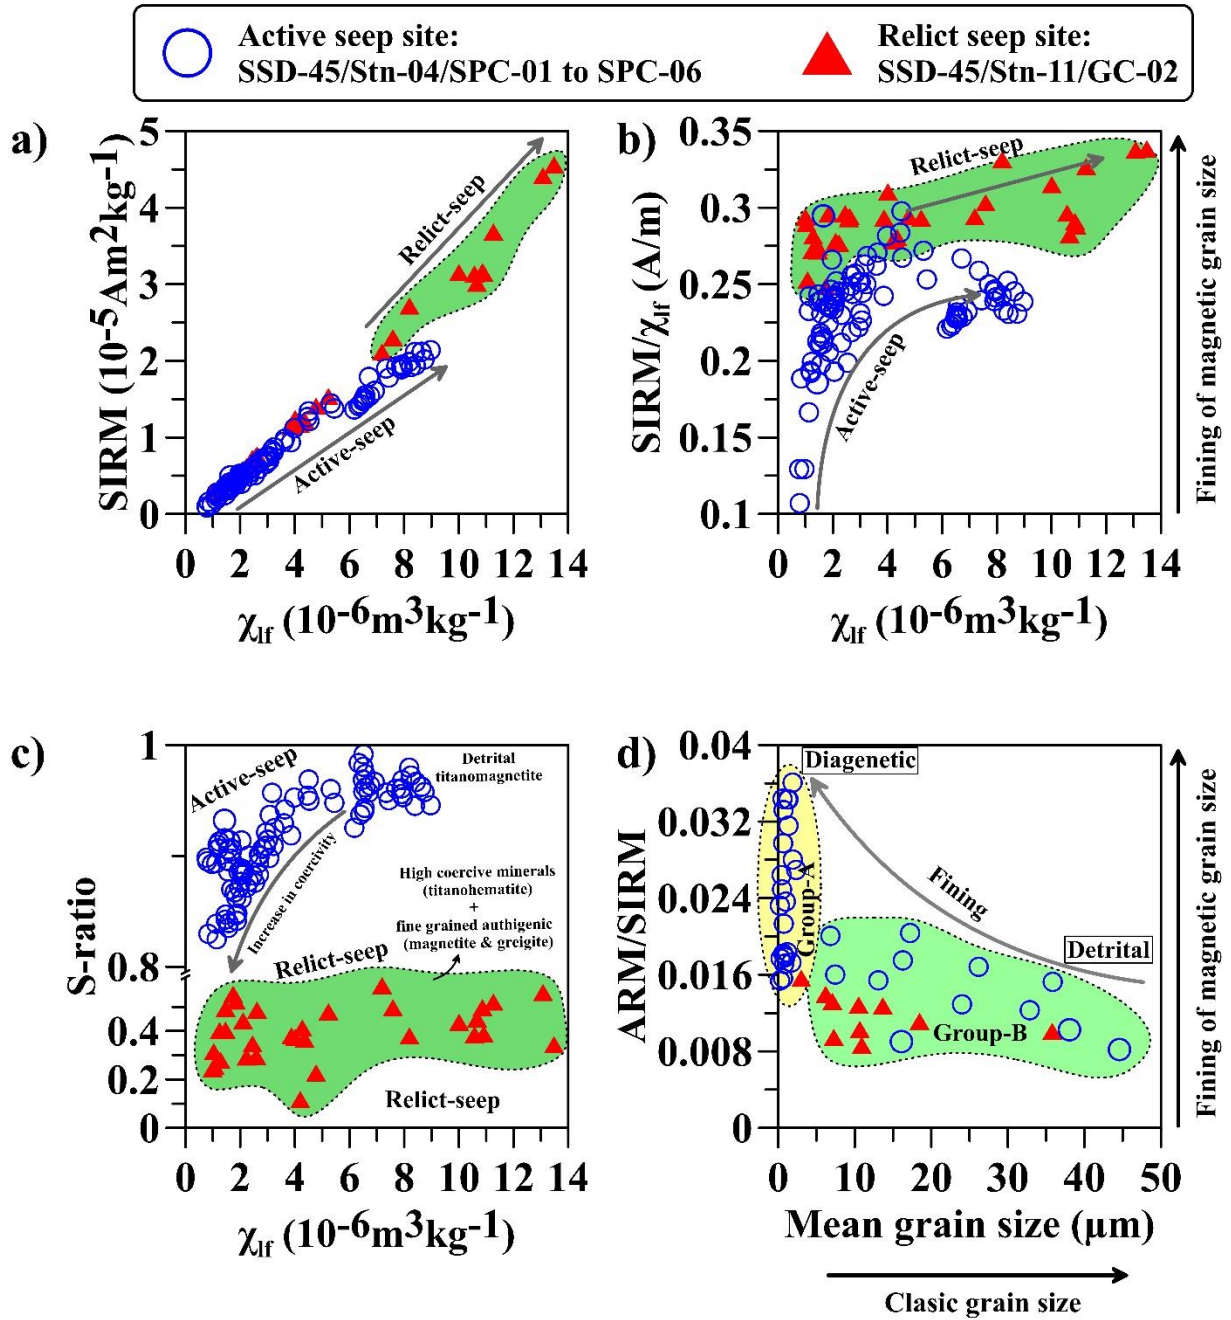 Active seep site:
SSD-45/Stn-04/SPC-01 to SPC-06
Relict seep site:
SSD-45/Stn-11/GC-02
a)
SIRM (10-5Am2kg-1)
5
4
3
2
1
0
Relict-seep
Active-seep
0 2 4 6 8 10 12 14
χlf (10-6m3kg-1)
b)
SIRM/χlf (A/m)
0.35
0.3
0.25
0.2
0.15
0.1
Relict-seep
Active-seep
0 2 4 6 8 10 12 14
χlf (10-6m3kg-1)
Fining of magnetic grain size
c)
S-ratio
1
0.8
0.4
0.2
0
Active-seep
Detrital
titanomagnetite
Increase in coercivity
High coercive minerals
(titanohematite)
+
fine grained authigenic
(magnetite & greigite)
Relict-seep
Relict-seep
0 2 4 6 8 10 12 14
χlf (10-6m3kg-1)
d)
ARM/SIRM
0.04
0.032
0.024
0.016
0.008
0
Diagenetic
Group-A
Fining
Detrital
Group-B
0 10 20 30 40 50
Mean grain size (µm)
Clasic grain size
Fining of magnetic grain size